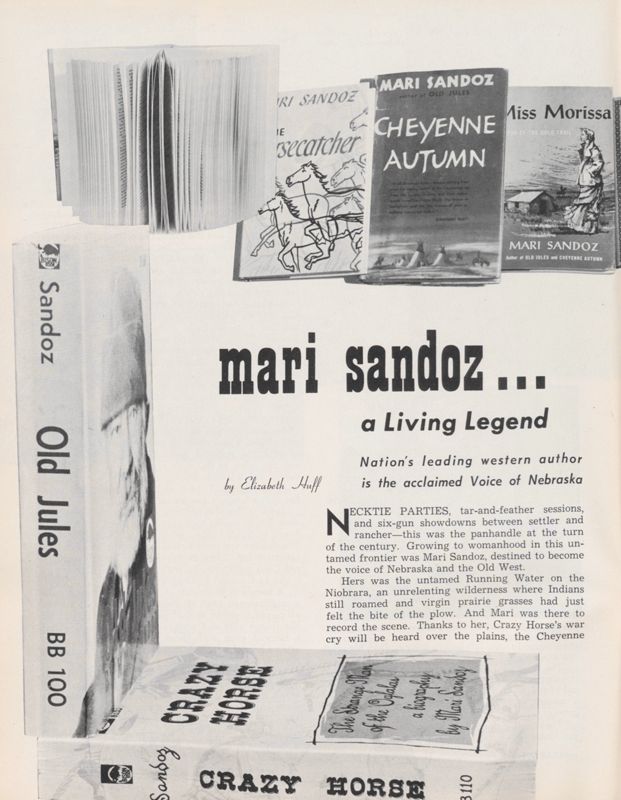 MARI SANDOZ
author of OLD JULES
CHEYENNE
AUTUMN
Miss Morissa
MARI SANDOZ
Author of OLD JULES and CHEYENNE AUTUMN
SANDOZ
Sandoz
Old Jules
BB 100
mari sandoz...
a Living Legend
Nation's leading western author
is the acclaimed Voice of Nebraska
by Elizabeth Huff
NECKTIE PARTIES, tar-and-feather sessions,
and six-gun showdowns between settler and
rancher—this was the panhandle at the turn
of the century. Growing to womanhood in this un-
tamed frontier was Mari Sandoz, destined to become
the voice of Nebraska and the Old West.
Hers was the untamed Running Water on the
Niobrara, an unrelenting wilderness where Indians
still roamed and virgin prairie grasses had just
felt the bite of the plow. And Mari was there to
record the scene. Thanks to her, Crazy Horse's war
cry will be heard over the plains, the Cheyenne
CRAZY
HORSE
The Strange Man
of the Oglalas
a biography
by Mari Sandoz
Sandoz
CRAZY HORSE